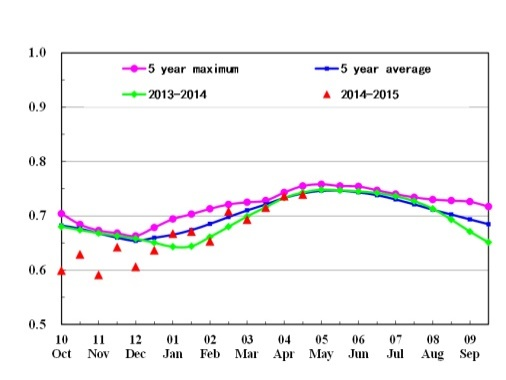 1.0
5 year maximum
5 year average
0.9
2013-2014
2014-2015
0.8
0.7
0.6
0.5
10 11 12 01 02 03 04 05 06 07 08 09
Oct Nov Dec Jan Feb Mar Apr May Jun Jul Aug Sep